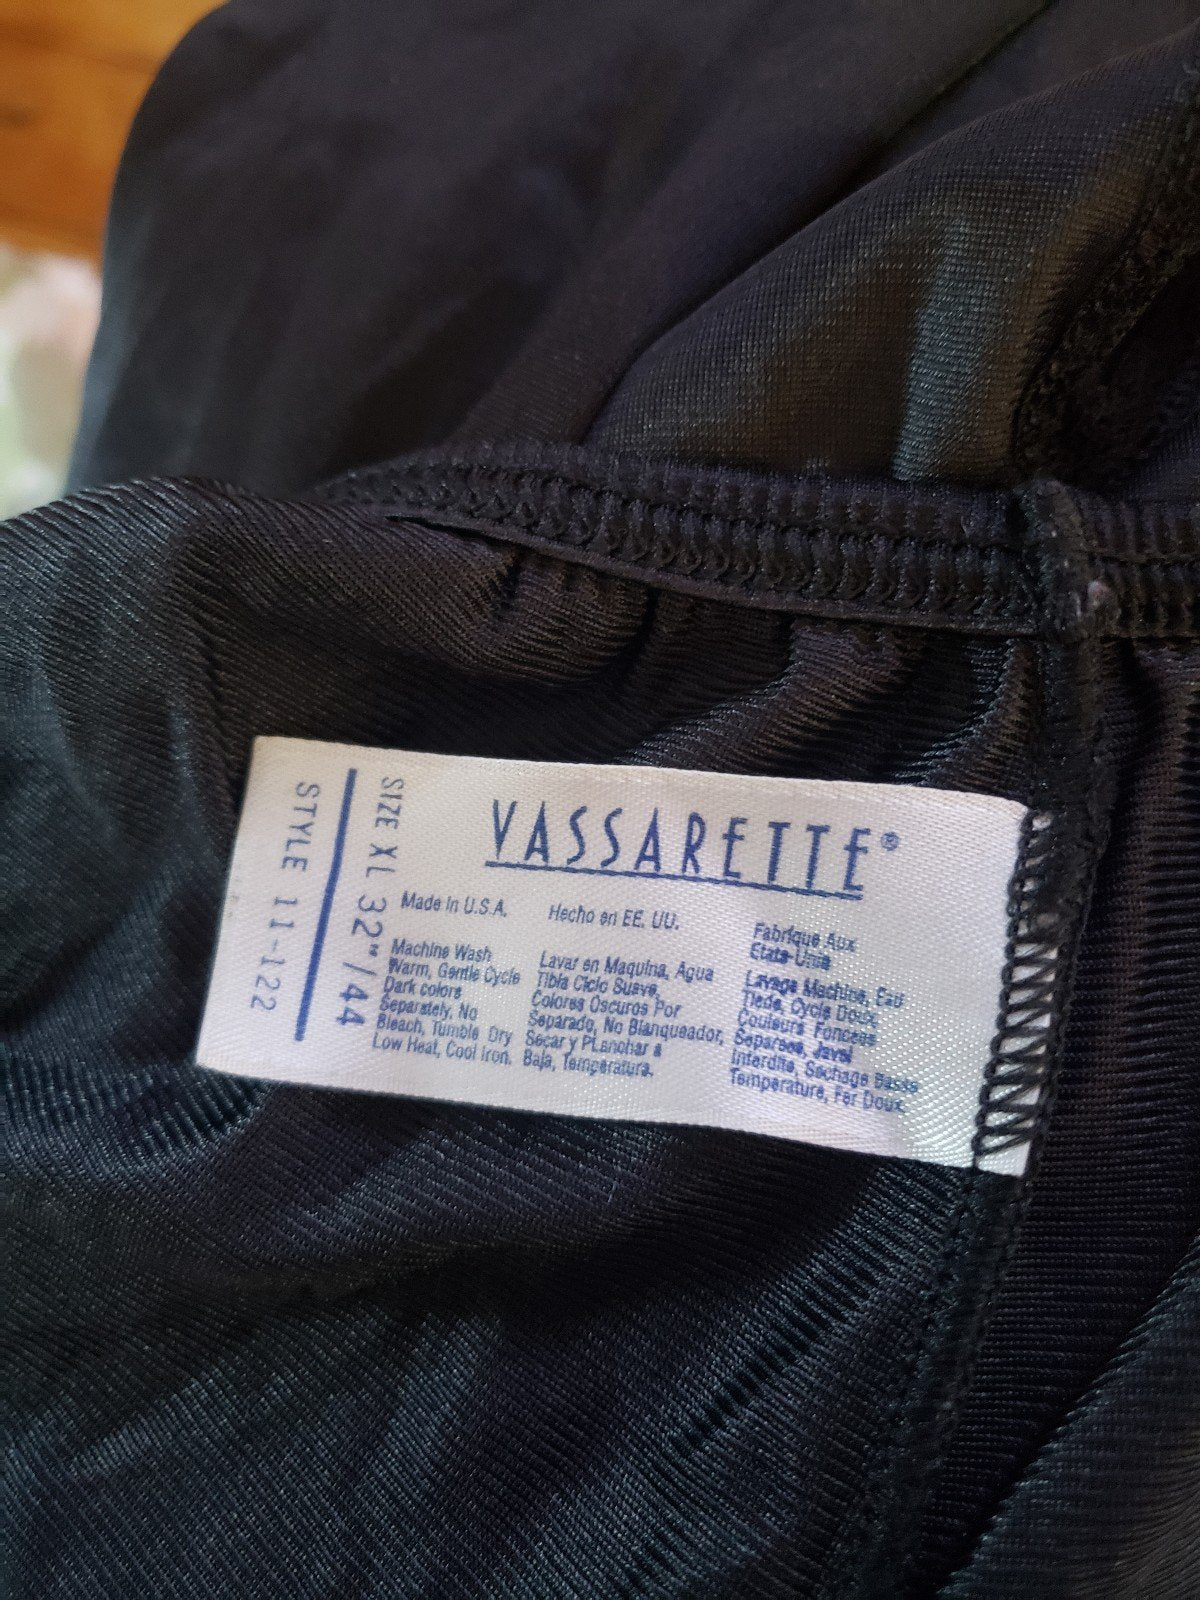 VASSARETTE®
Made in U.S.A.
Machine Wash
Warm, Gentle Cycle
Dark colors
Separately, No
Bleach, Tumble Dry
Low Heat, Cool Iron.
Hecho en EE. UU.
Lavar en Maquina, Agua
Tibia Ciclo Suave,
Colores Oscuros Por
Separado, No Blanqueador,
Secar y Planchar a
Baja, Temperatura.
Fabrique Aux
Etats-Unis
Lavage Machine, Eau
Tiede, Cycle Doux
Couleurs Foncees
Separees, Javel
Interdite, Sechage Basse
Temperature, Fer Doux.
SIZE XL 32"/44
STYLE 11-122